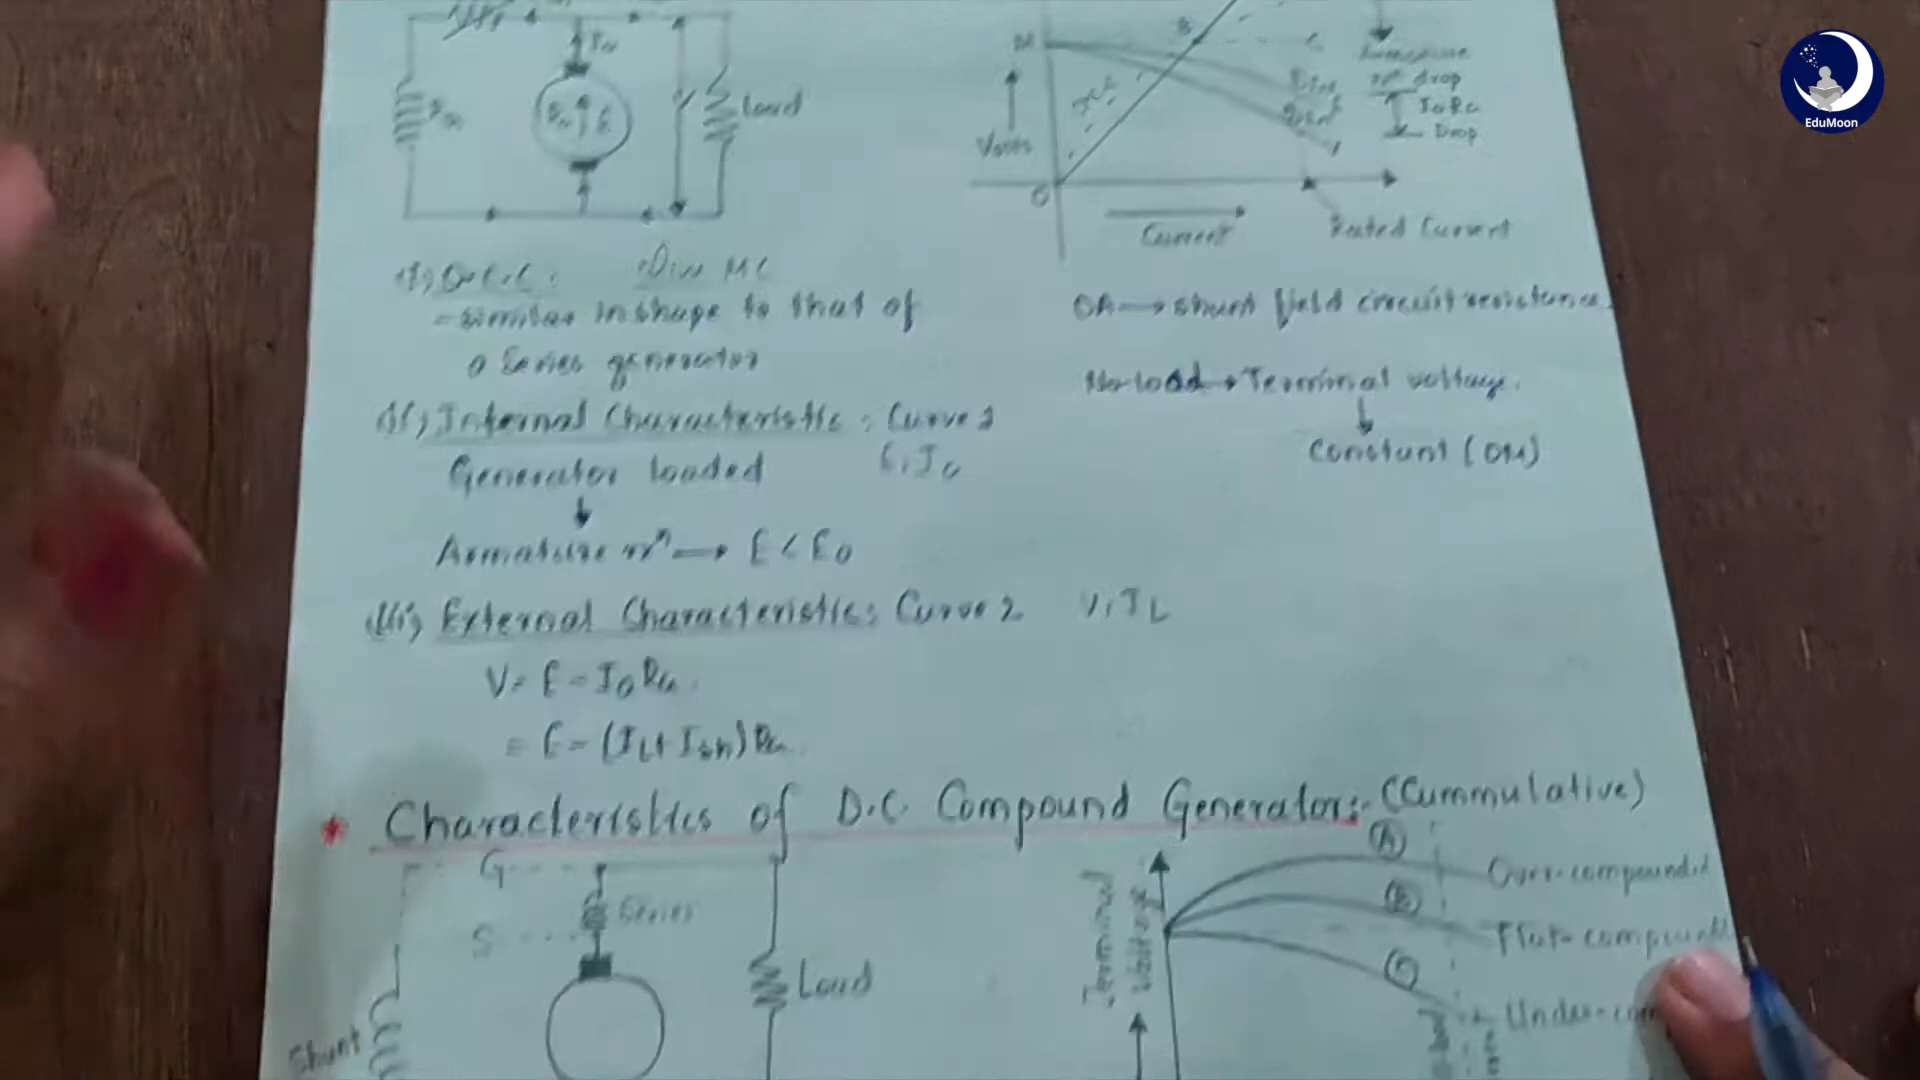 Load
Volts
O
Current
Rated Current
drop
IaRa
Drop
(i) O.C.C:
- similar in shape to that of
a Series generator
(ii) Internal Characteristic: Curve 1
Generator loaded
↓
Armature rxn → E < E0
(iii) External Characteristic: Curve 2 V, IL
V = E - IaRa.
= E - (IL + Ish) Ra.
OA → shunt field circuit resistance.
No-load → Terminal voltage.
↓
Constant (OM)
* Characteristics of D.C. Compound Generator:- (Cummulative)
G
Series
S
Load
Shunt
Terminal
voltage
A
Over-compounded
B
Flat-
C
Under-
EduMoon